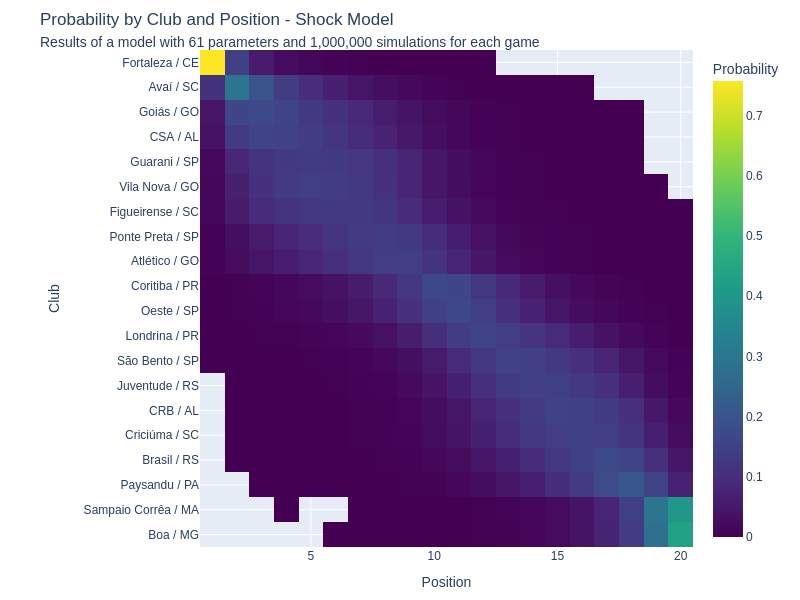 Probability by Club and Position - Shock Model
Results of a model with 61 parameters and 1,000,000 simulations for each game
Probability
Fortaleza / CE
Avaí / SC
Goiás / GO
CSA / AL
Guarani / SP
Vila Nova / GO
Figueirense / SC
Ponte Preta / SP
Atlético / GO
Coritiba / PR
Oeste / SP
Londrina / PR
São Bento / SP
Juventude / RS
CRB / AL
Criciúma / SC
Brasil / RS
Paysandu / PA
Sampaio Corrêa / MA
Boa / MG
Club
5 10 15 20
Position
0.7
0.6
0.5
0.4
0.3
0.2
0.1
0